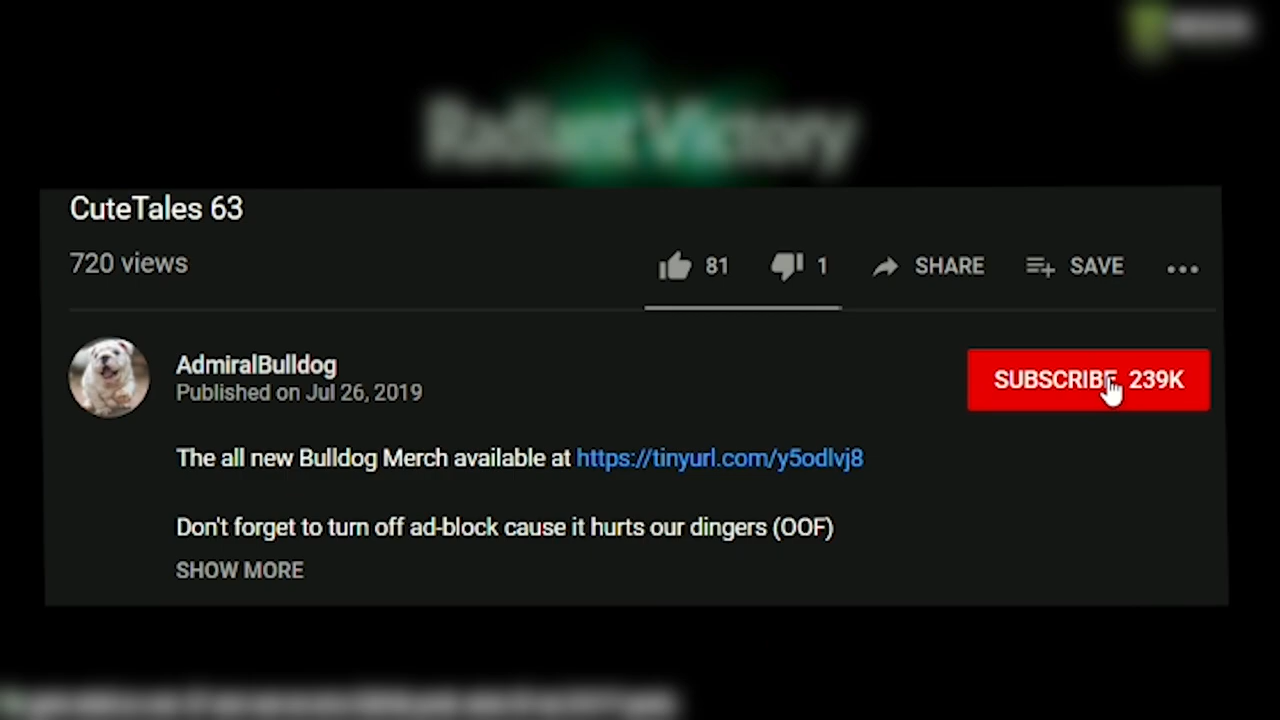 Radiant Victory
CuteTales 63
720 views
81 1 SHARE SAVE
AdmiralBulldog
Published on Jul 26, 2019
SUBSCRIBE 239K
The all new Bulldog Merch available at https://tinyurl.com/y5odlvj8
Don't forget to turn off ad-block cause it hurts our dingers (OOF)
SHOW MORE